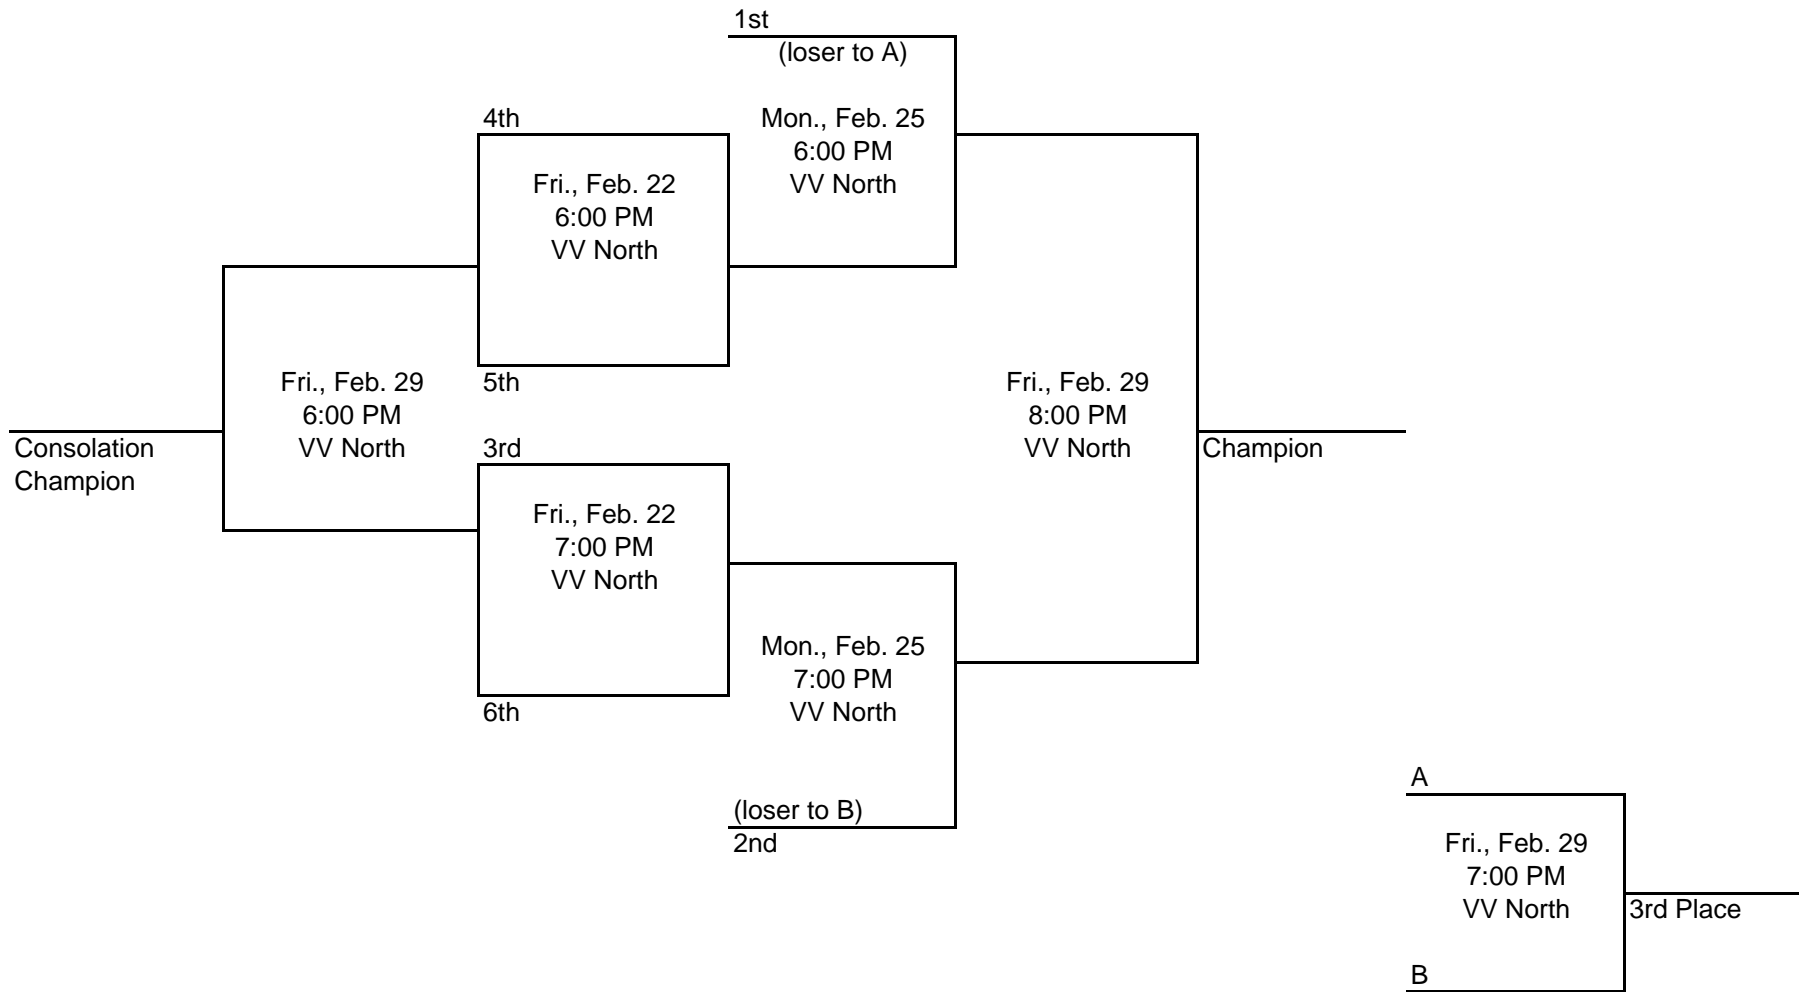 1st
(loser to A)
4th
Mon., Feb. 25
6:00 PM
VV North
Fri., Feb. 22
6:00 PM
VV North
5th
Fri., Feb. 29
6:00 PM
VV North
Consolation
Champion
Fri., Feb. 29
8:00 PM
VV North
Champion
3rd
Fri., Feb. 22
7:00 PM
VV North
6th
Mon., Feb. 25
7:00 PM
VV North
(loser to B)
2nd
A
Fri., Feb. 29
7:00 PM
VV North
3rd Place
B